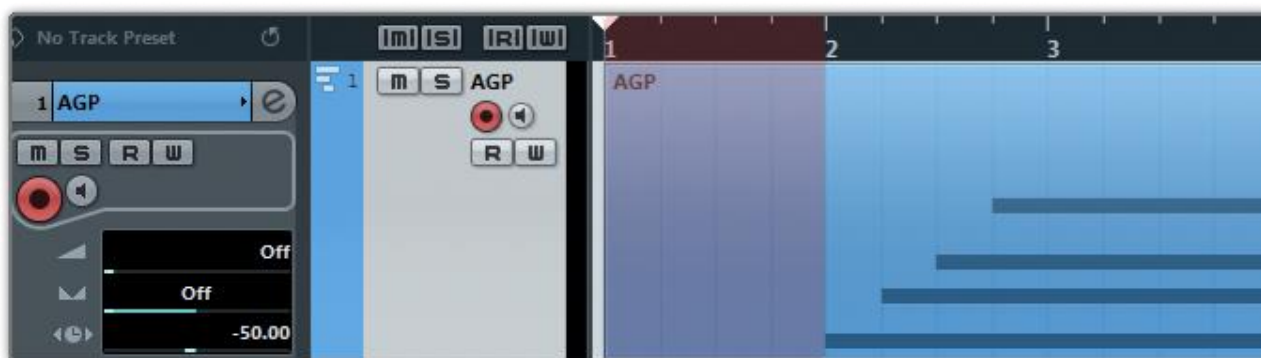 No Track Preset
M S R W
1 2 3
1 AGP e
1 M S AGP
R W
AGP
M S R W
Off
Off
-50.00